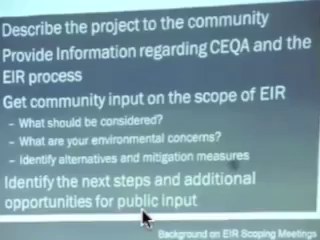 Describe the project to the community
Provide Information regarding CEQA and the
EIR process
Get community input on the scope of EIR
– What should be considered?
– What are your environmental concerns?
– Identify alternatives and mitigation measures
Identify the next steps and additional
opportunities for public input
Background on EIR Scoping Meetings